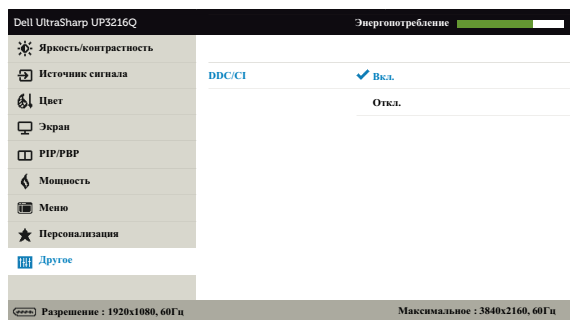 Dell UltraSharp UP3216Q
Энергопотребление
Яркость/контрастность
Источник сигнала
DDC/CI
Вкл.
Цвет
Откл.
Экран
PIP/PBP
Мощность
Меню
Персонализация
Другое
Разрешение : 1920x1080, 60Гц
Максимальное : 3840x2160, 60Гц